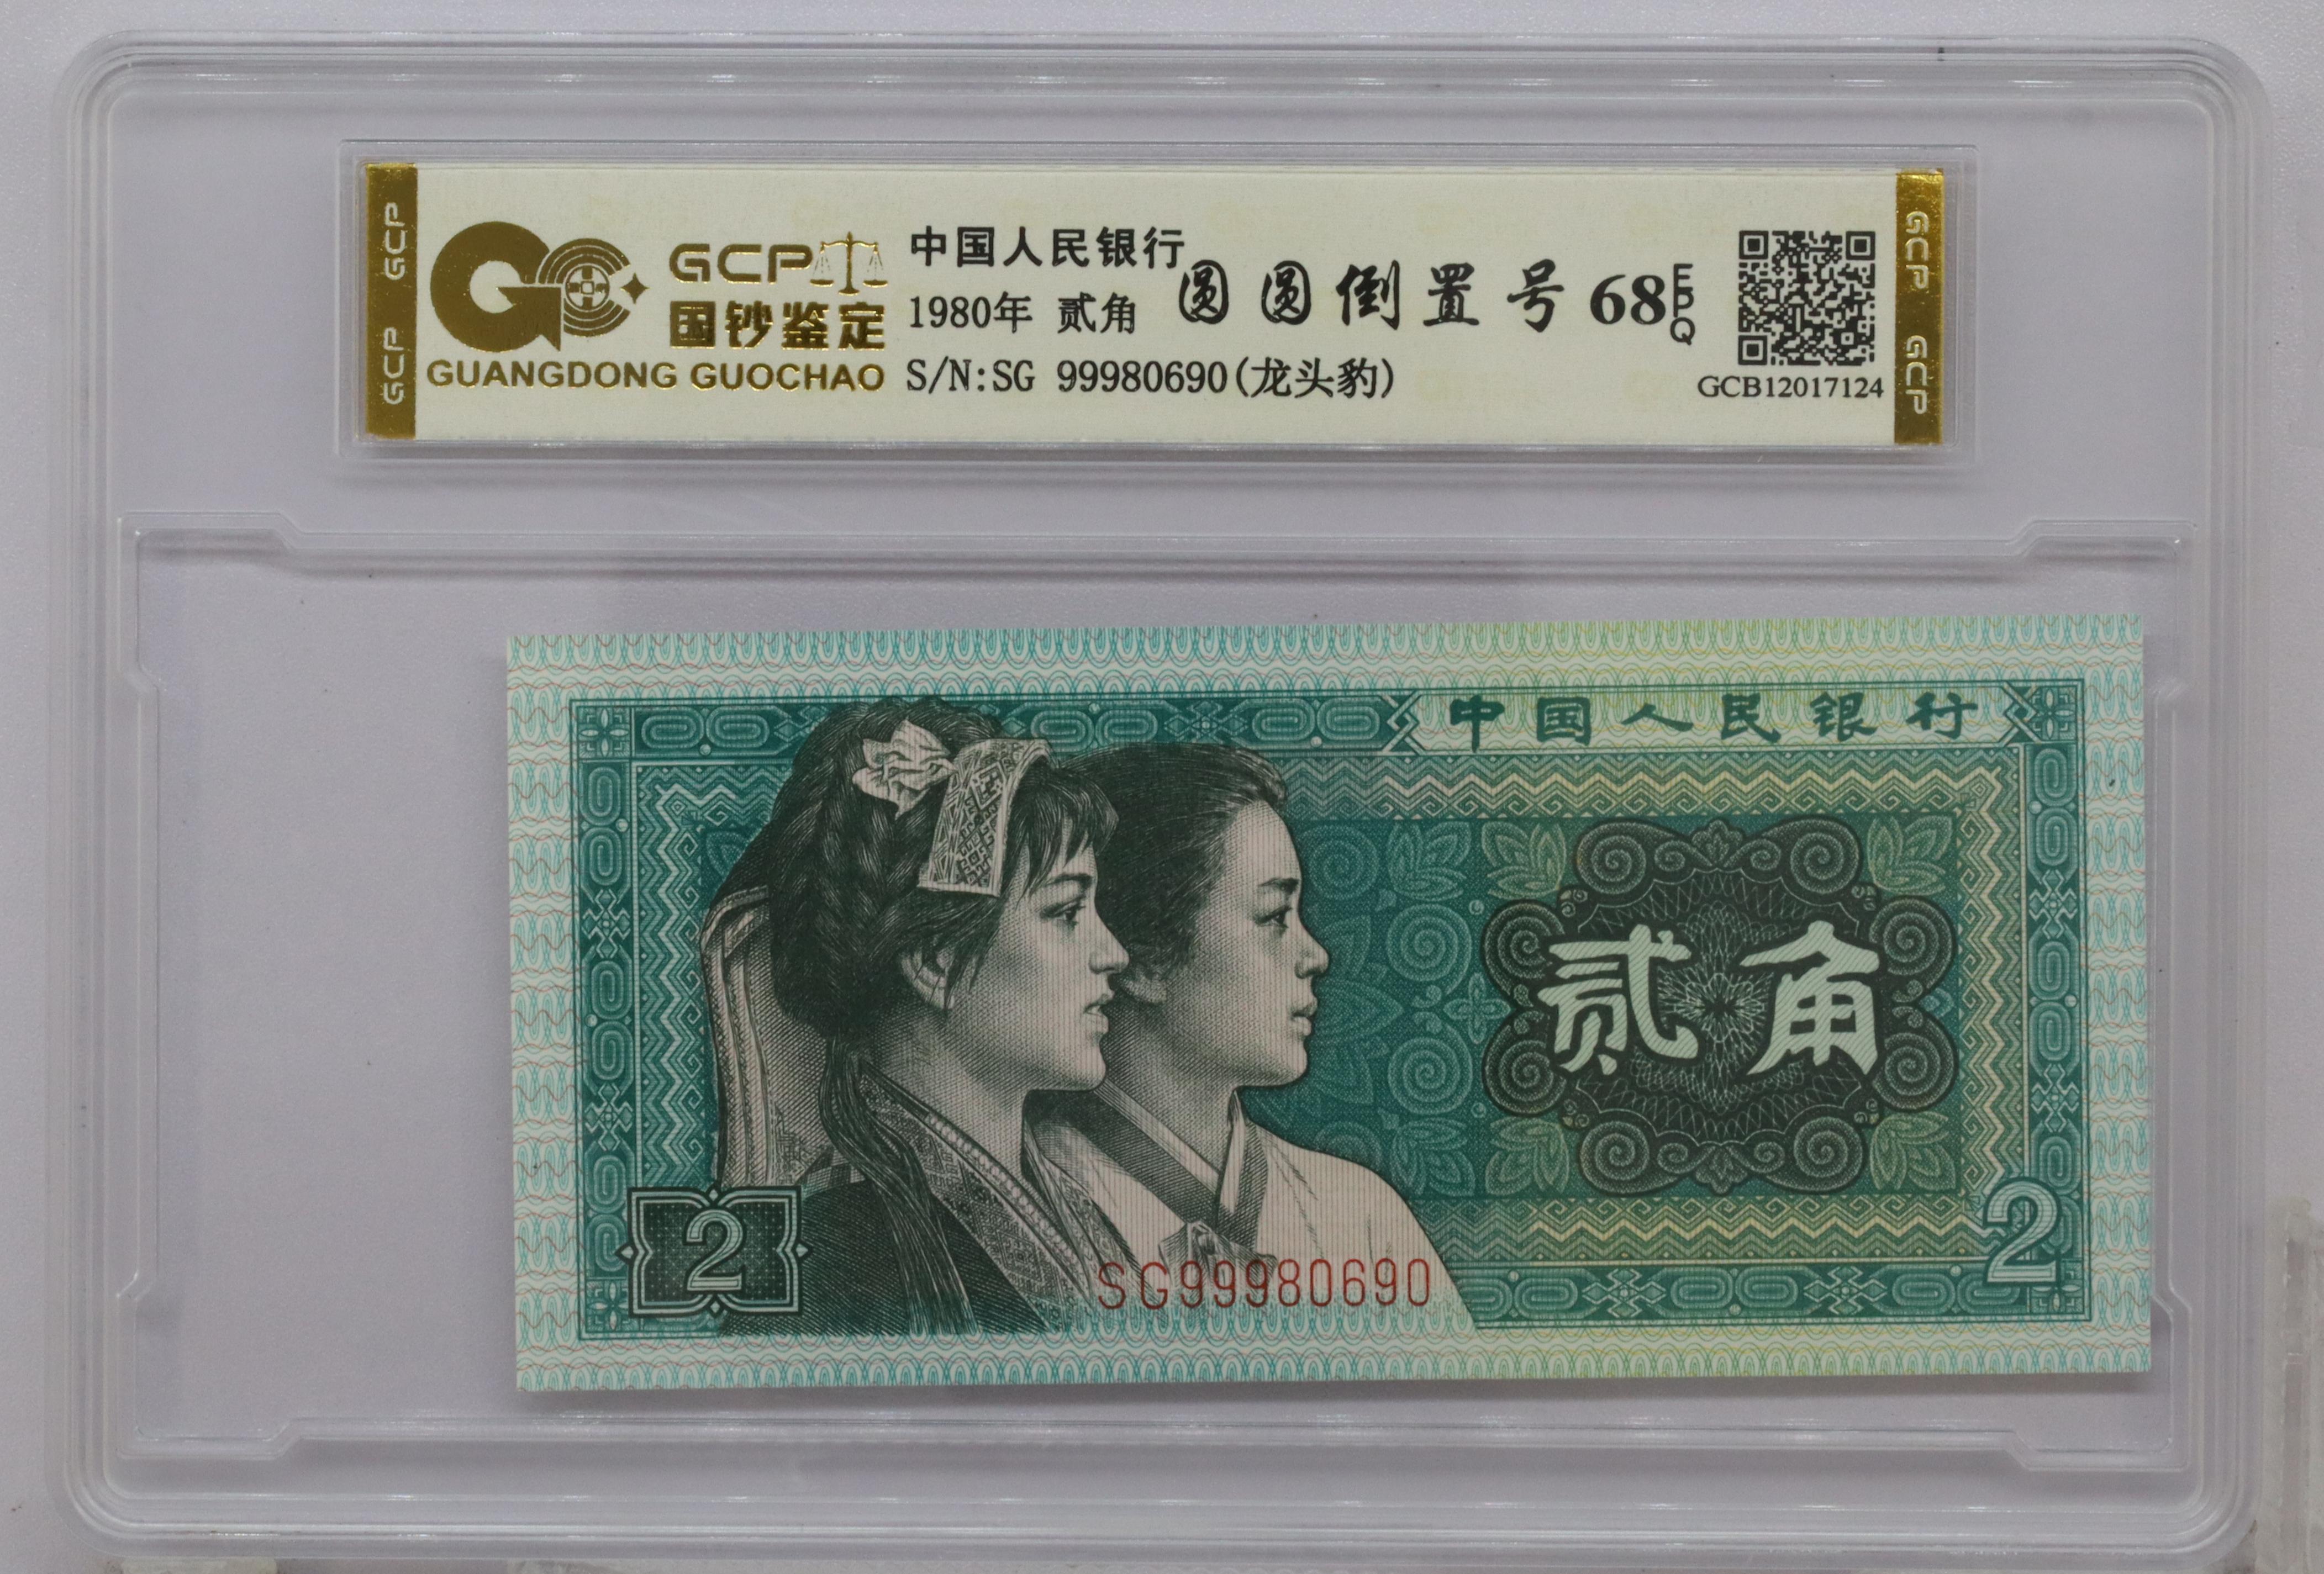 GCP GCP
GCP
国钞鉴定
GUANGDONG GUOCHAO
中国人民银行
1980年 贰角
S/N:SG 99980690(龙头豹)
圆圆倒置号 68 EPQ
GCB12017124
GCP GCP
中国人民银行
贰角
2
SG99980690
2